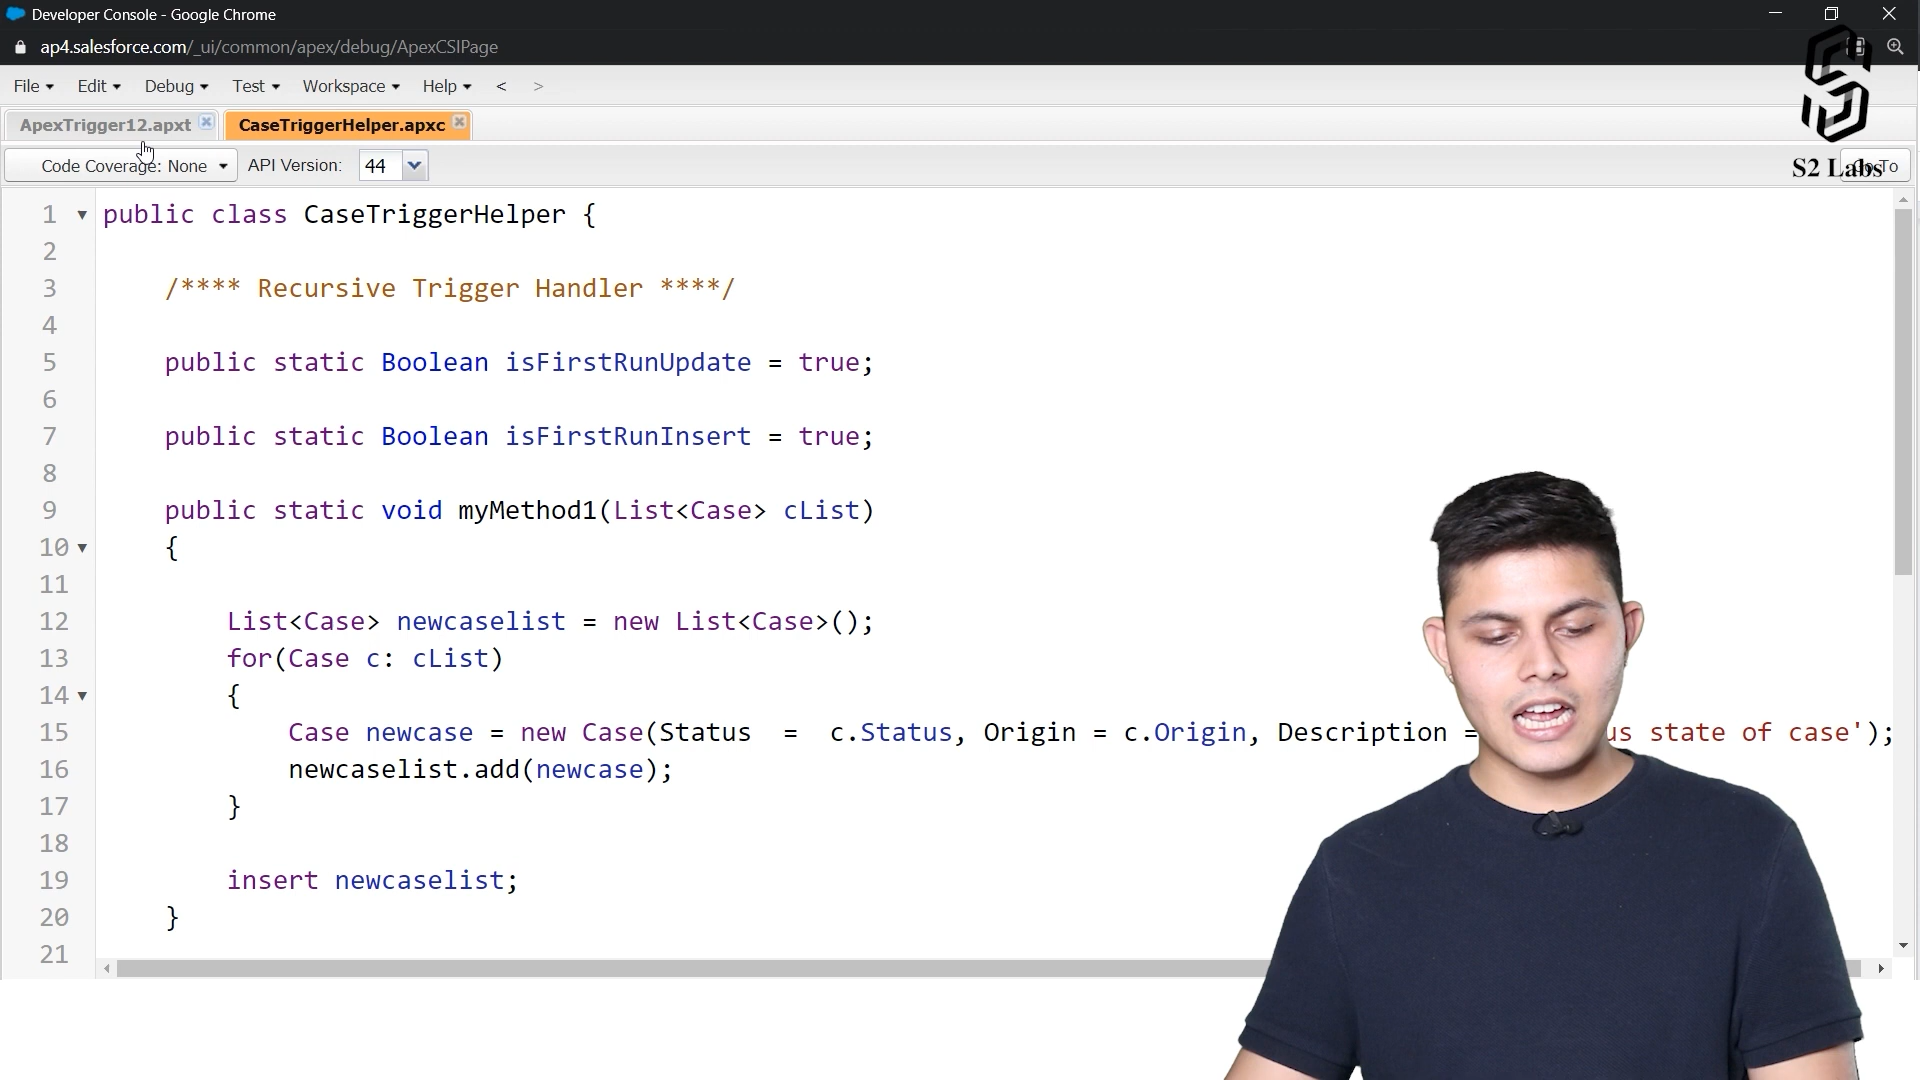 Developer Console - Google Chrome
ap4.salesforce.com/_ui/common/apex/debug/ApexCSIPage
File Edit Debug Test Workspace Help < >
ApexTrigger12.apxt CaseTriggerHelper.apxc
Code Coverage: None API Version: 44
S2 Labs
To
1 public class CaseTriggerHelper {
2
3 /**** Recursive Trigger Handler ****/
4
5 public static Boolean isFirstRunUpdate = true;
6
7 public static Boolean isFirstRunInsert = true;
8
9 public static void myMethod1(List<Case> cList)
10 {
11
12 List<Case> newcaselist = new List<Case>();
13 for(Case c: cList)
14 {
15 Case newcase = new Case(Status = c.Status, Origin = c.Origin, Description = state of case');
16 newcaselist.add(newcase);
17 }
18
19 insert newcaselist;
20 }
21